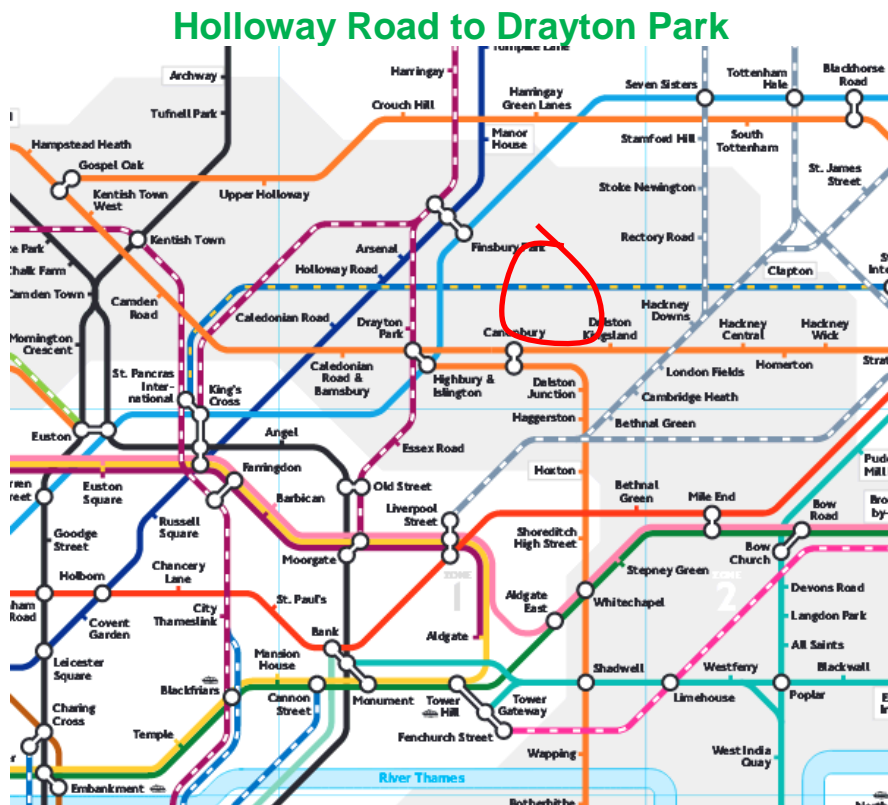 Holloway Road to Drayton Park
Archway
Tufnell Park
Harringay
Turnpike Lane
Crouch Hill
Harringay
Green Lanes
Manor
House
Seven Sisters
Tottenham
Hale
Blackhorse
Road
Stamford Hill
South
Tottenham
St. James
Street
Hampstead Heath
Gospel Oak
Kentish Town
West
Upper Holloway
Stoke Newington
Rectory Road
Kentish Town
Arsenal
Finsbury Park
Holloway Road
Clapton
Chalk Farm
Camden Town
Camden
Road
Caledonian Road
Drayton
Park
Canonbury
Dalston
Kingsland
Hackney
Downs
Hackney
Central
Hackney
Wick
Mornington
Crescent
Caledonian
Road &
Barnsbury
Highbury &
Islington
Homerton
London Fields
St. Pancras
Inter-
national
King's
Cross
Dalston
Junction
Cambridge Heath
Haggerston
Bethnal Green
Euston
Angel
Essex Road
Farringdon
Hoxton
Euston
Square
Barbican
Old Street
Liverpool
Street
Bethnal
Green
Mile End
Bow
Road
Russell
Square
Goodge
Street
Moorgate
Shoreditch
High Street
Bow
Church
Stepney Green
Chancery
Lane
Holborn
St. Paul's
ZONE
1
2
Devons Road
Covent
Garden
City
Thameslink
Aldgate
East
Whitechapel
Langdon Park
Bank
Aldgate
All Saints
Leicester
Square
Mansion
House
Shadwell
Westferry
Blackwall
Blackfriars
Cannon
Street
Monument
Tower
Hill
Tower
Gateway
Limehouse
Poplar
Charing
Cross
Temple
Fenchurch Street
Wapping
West India
Quay
River Thames
Embankment
Rotherhithe